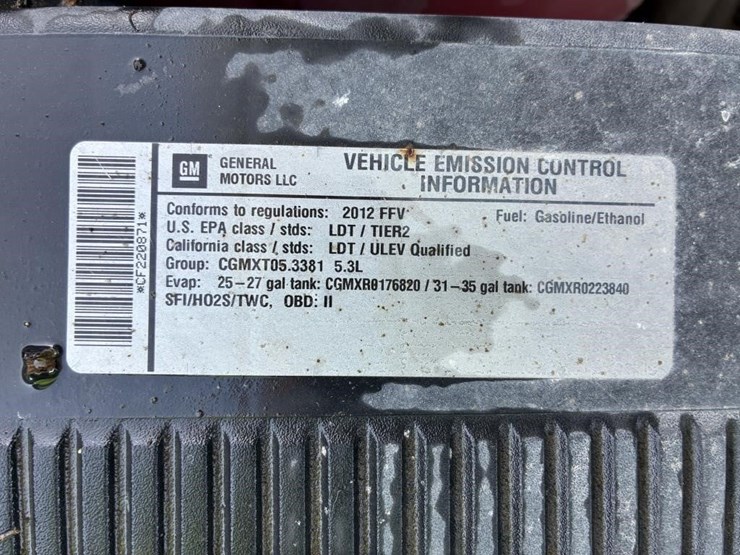 GM GENERAL MOTORS LLC
VEHICLE EMISSION CONTROL
INFORMATION
Conforms to regulations: 2012 FFV Fuel: Gasoline/Ethanol
U.S. EPA class / stds: LDT / TIER2
California class / stds: LDT / ULEV Qualified
Group: CGMXT05.3381 5.3L
Evap: 25-27 gal tank: CGMXR0176820 / 31-35 gal tank: CGMXR0223840
SFI/HO2S/TWC, OBD: II
*CF220871*